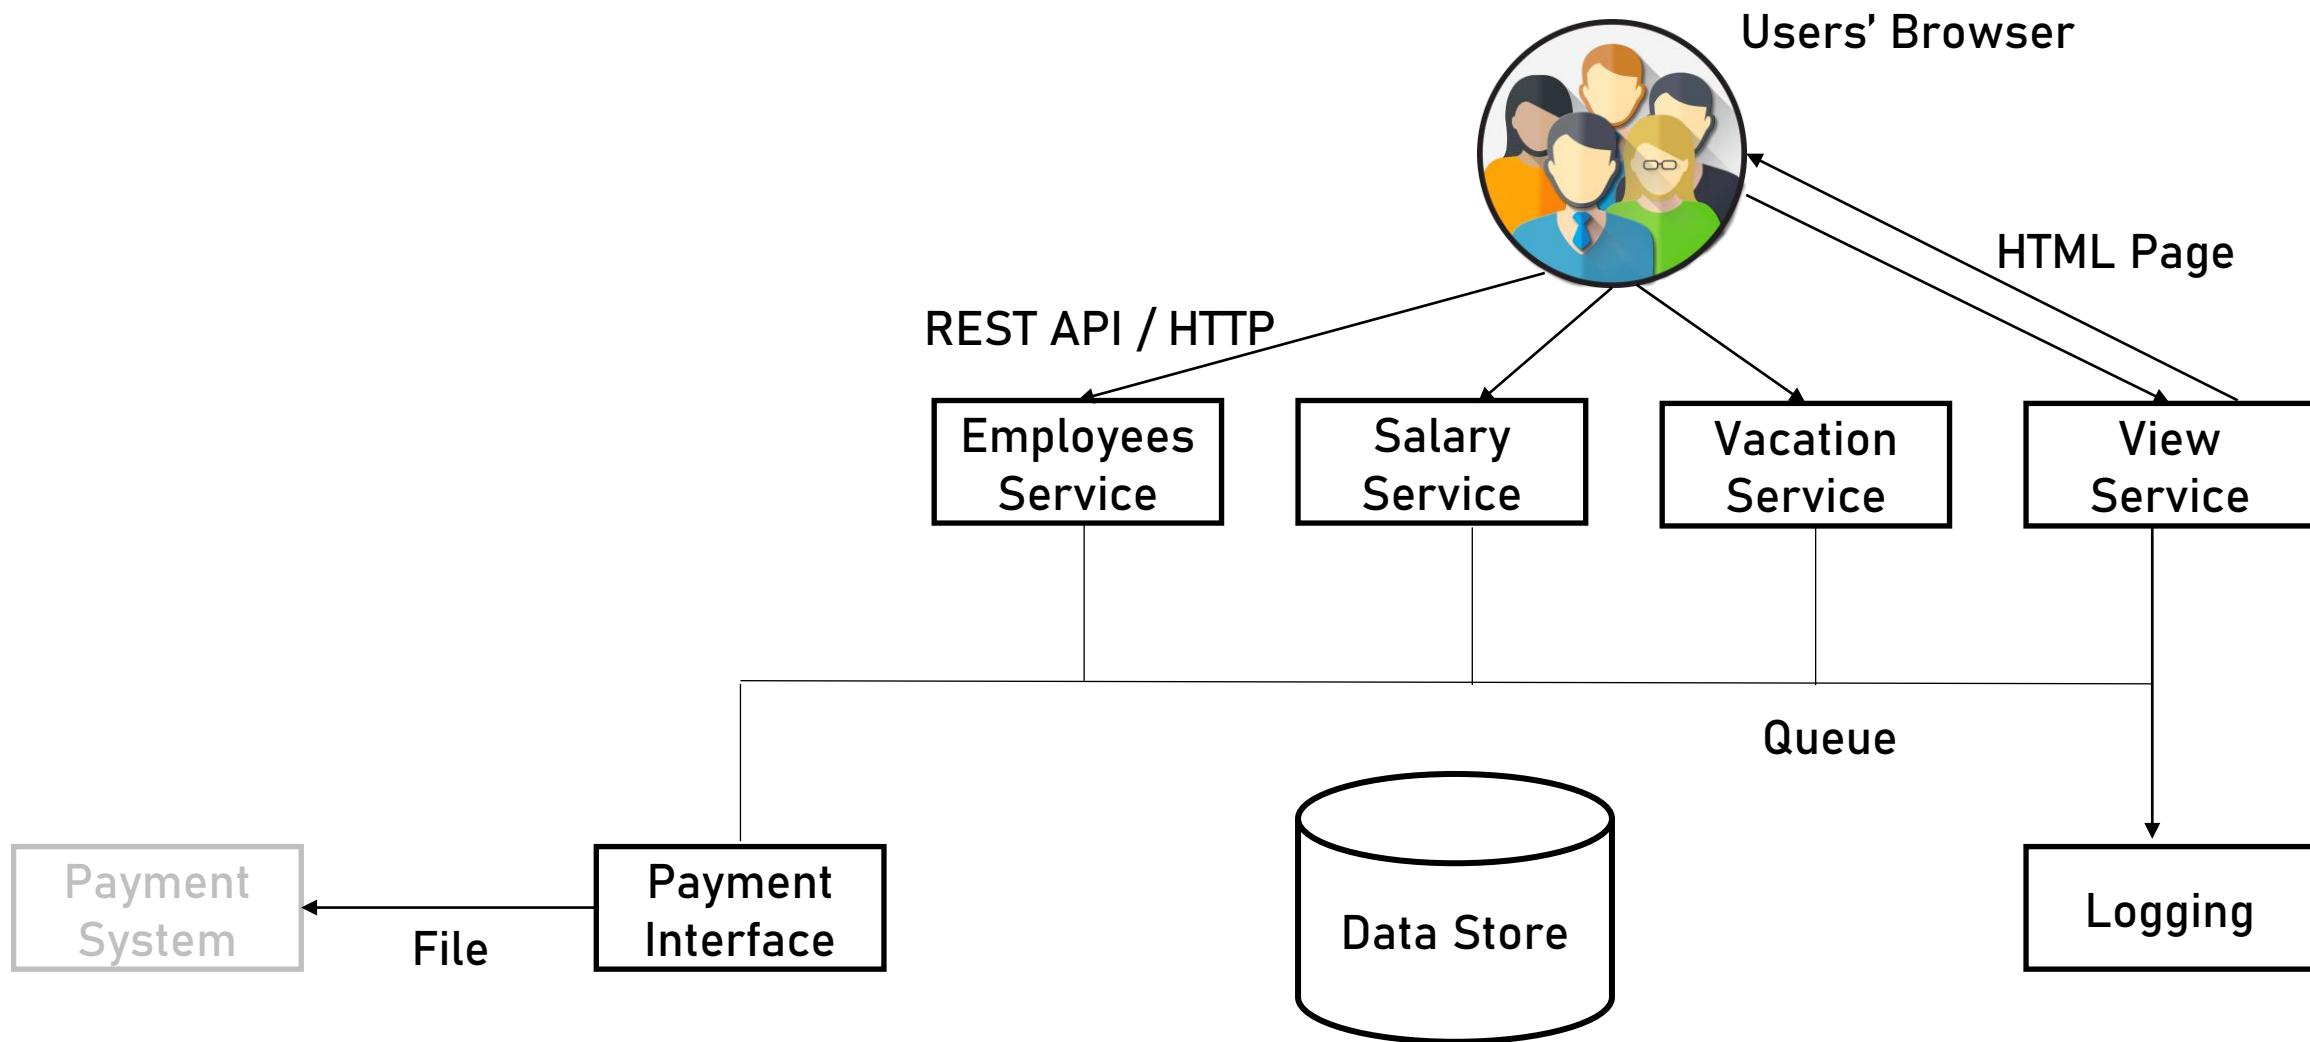 Users’ Browser
HTML Page
REST API / HTTP
Employees
Service
Salary
Service
Vacation
Service
View
Service
Queue
Payment
System
File
Payment
Interface
Data Store
Logging